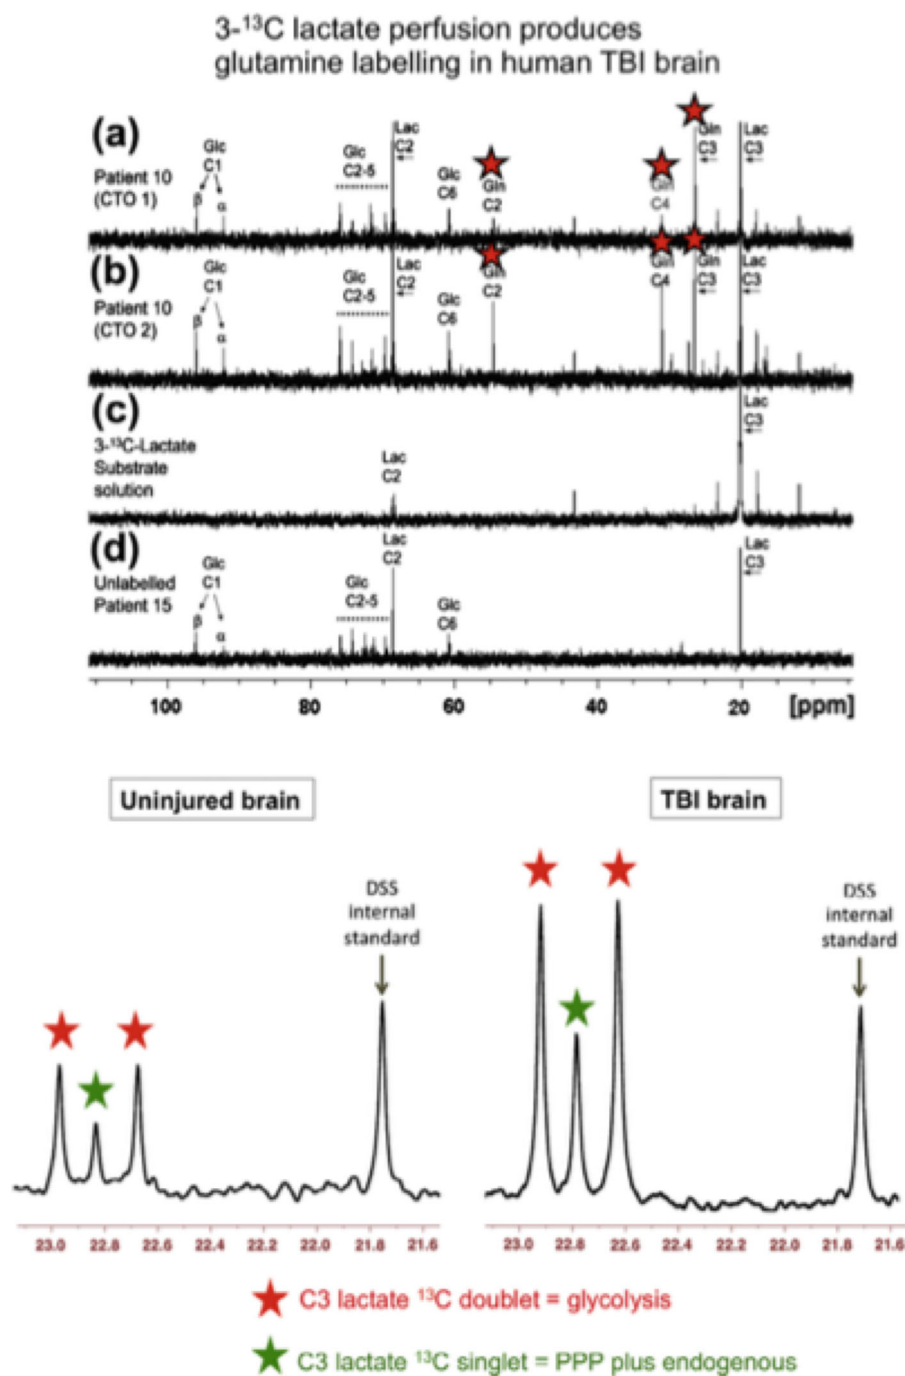 3-¹³C lactate perfusion produces
glutamine labelling in human TBI brain
(a)
Patient 10
(CTO 1)
Glc
C1
β
α
Glc
C2-5
Lac
C2
Glc
C6
Gln
C2
Gln
C4
Gln
C3
Lac
C3
(b)
Patient 10
(CTO 2)
Glc
C1
β
α
Glc
C2-5
Lac
C2
Glc
C6
Gln
C2
Gln
C4
Gln
C3
Lac
C3
(c)
3-¹³C-Lactate
Substrate
solution
Lac
C2
Lac
C3
(d)
Unlabelled
Patient 15
Glc
C1
β
α
Glc
C2-5
Lac
C2
Glc
C6
Lac
C3
100 80 60 40 20 [ppm]
Uninjured brain
DSS
internal
standard
23.0 22.8 22.6 22.4 22.2 22.0 21.8 21.6
TBI brain
DSS
internal
standard
23.0 22.8 22.6 22.4 22.2 22.0 21.8 21.6
C3 lactate ¹³C doublet = glycolysis
C3 lactate ¹³C singlet = PPP plus endogenous